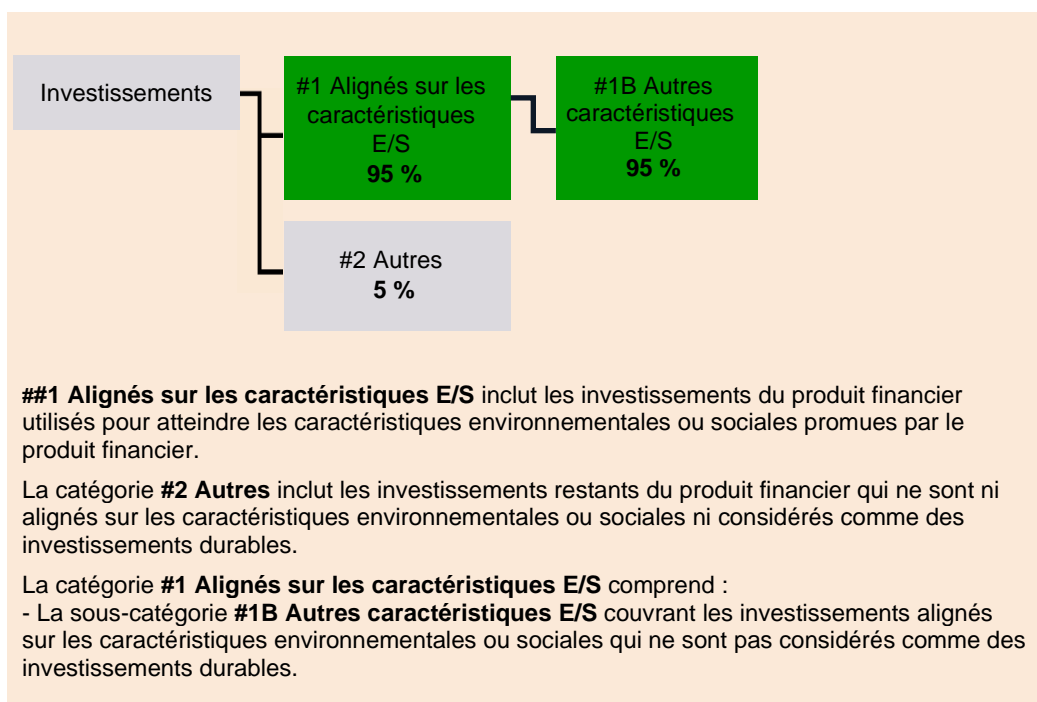 Investissements
#1 Alignés sur les
caractéristiques
E/S
95 %
#1B Autres
caractéristiques
E/S
95 %
#2 Autres
5 %
##1 Alignés sur les caractéristiques E/S inclut les investissements du produit financier
utilisés pour atteindre les caractéristiques environnementales ou sociales promues par le
produit financier.
La catégorie #2 Autres inclut les investissements restants du produit financier qui ne sont ni
alignés sur les caractéristiques environnementales ou sociales ni considérés comme des
investissements durables.
La catégorie #1 Alignés sur les caractéristiques E/S comprend :
- La sous-catégorie #1B Autres caractéristiques E/S couvrant les investissements alignés
sur les caractéristiques environnementales ou sociales qui ne sont pas considérés comme des
investissements durables.